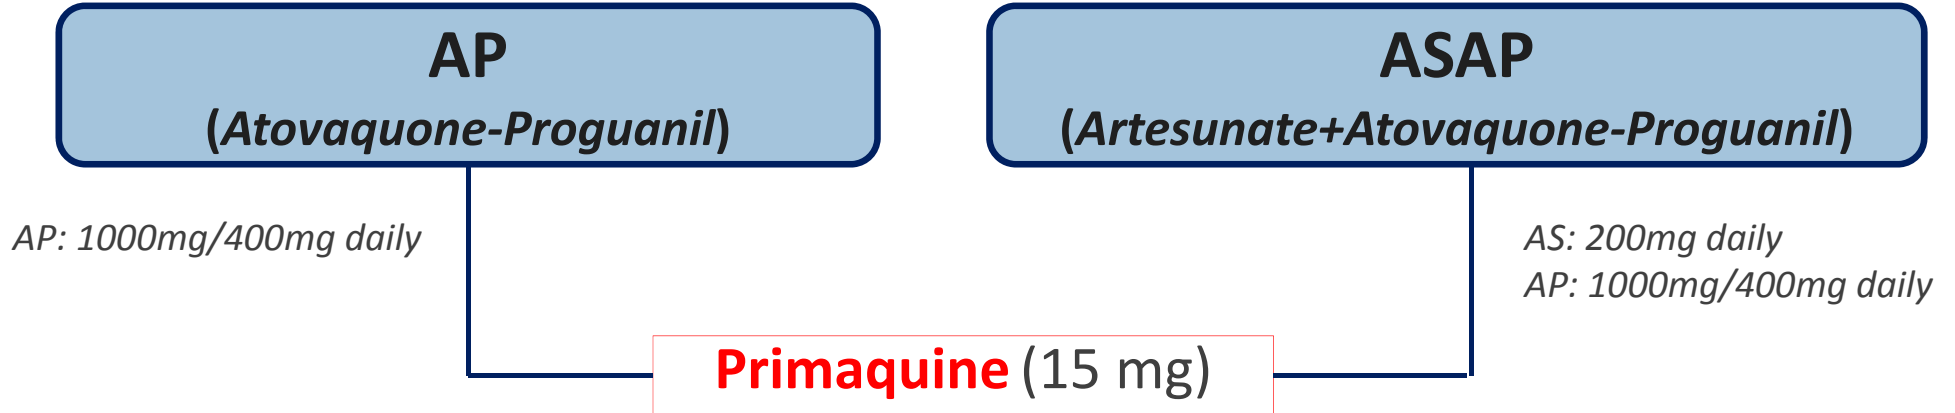 AP
(Atovaquone-Proguanil)
ASAP
(Artesunate+Atovaquone-Proguanil)
AP: 1000mg/400mg daily
AS: 200mg daily
AP: 1000mg/400mg daily
Primaquine (15 mg)